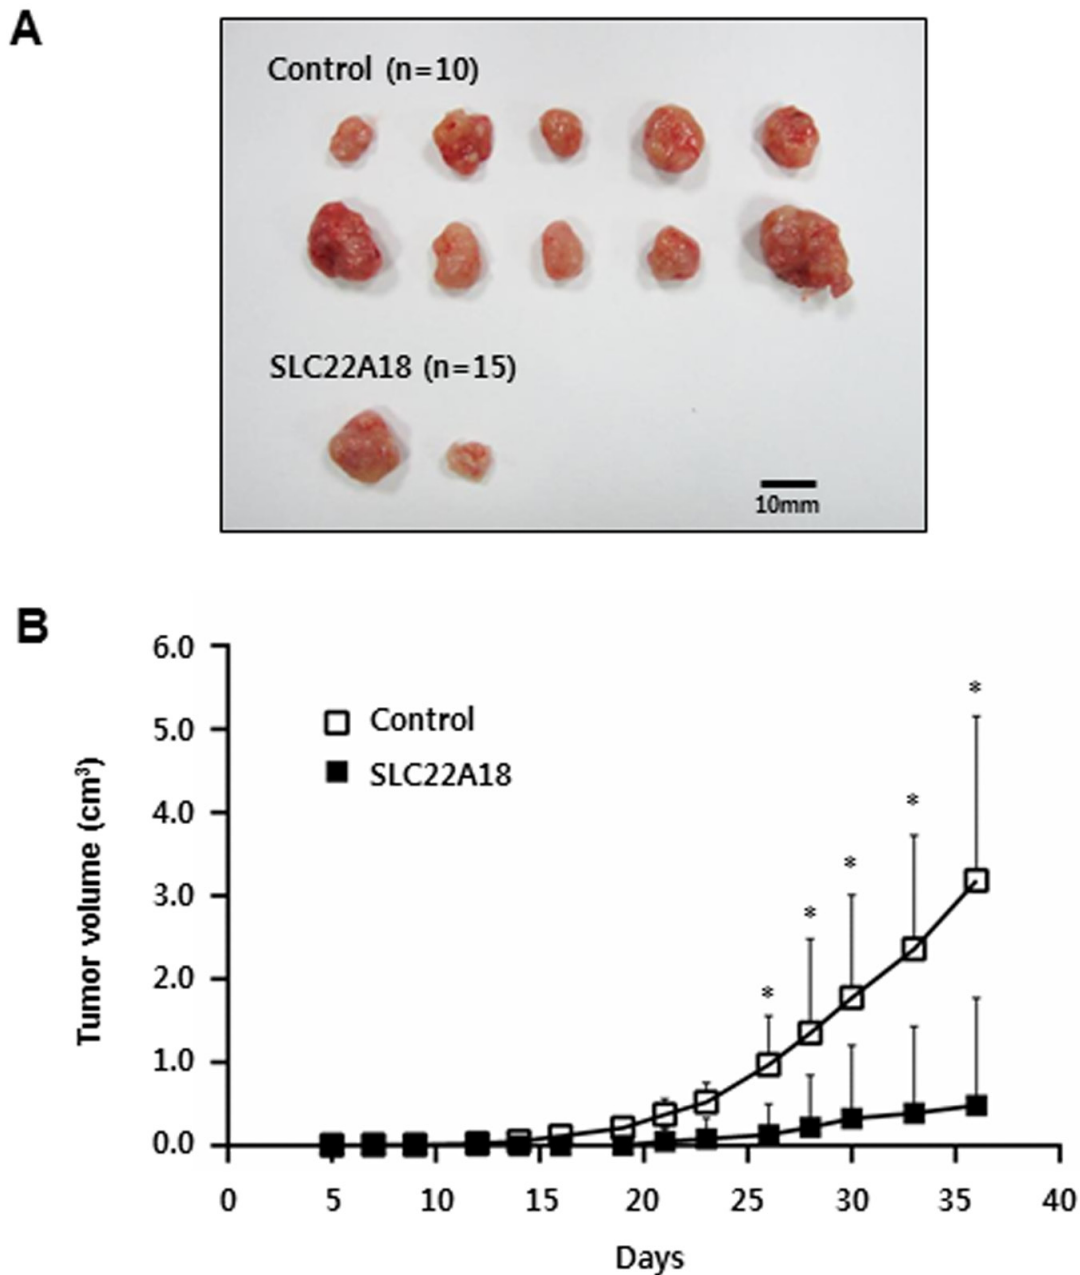 A
Control (n=10)
SLC22A18 (n=15)
10mm
B
6.0
5.0
4.0
3.0
2.0
1.0
0.0
Tumor volume (cm³)
Control
SLC22A18
*
*
*
*
*
0 5 10 15 20 25 30 35 40
Days